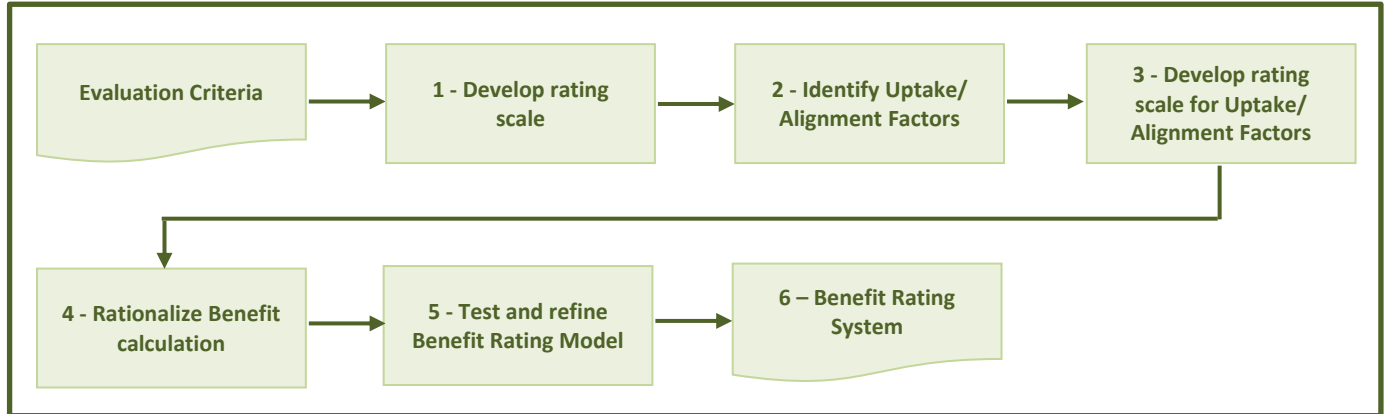 Evaluation Criteria
1 - Develop rating
scale
2 - Identify Uptake/
Alignment Factors
3 - Develop rating
scale for Uptake/
Alignment Factors
4 - Rationalize Benefit
calculation
5 - Test and refine
Benefit Rating Model
6 – Benefit Rating
System